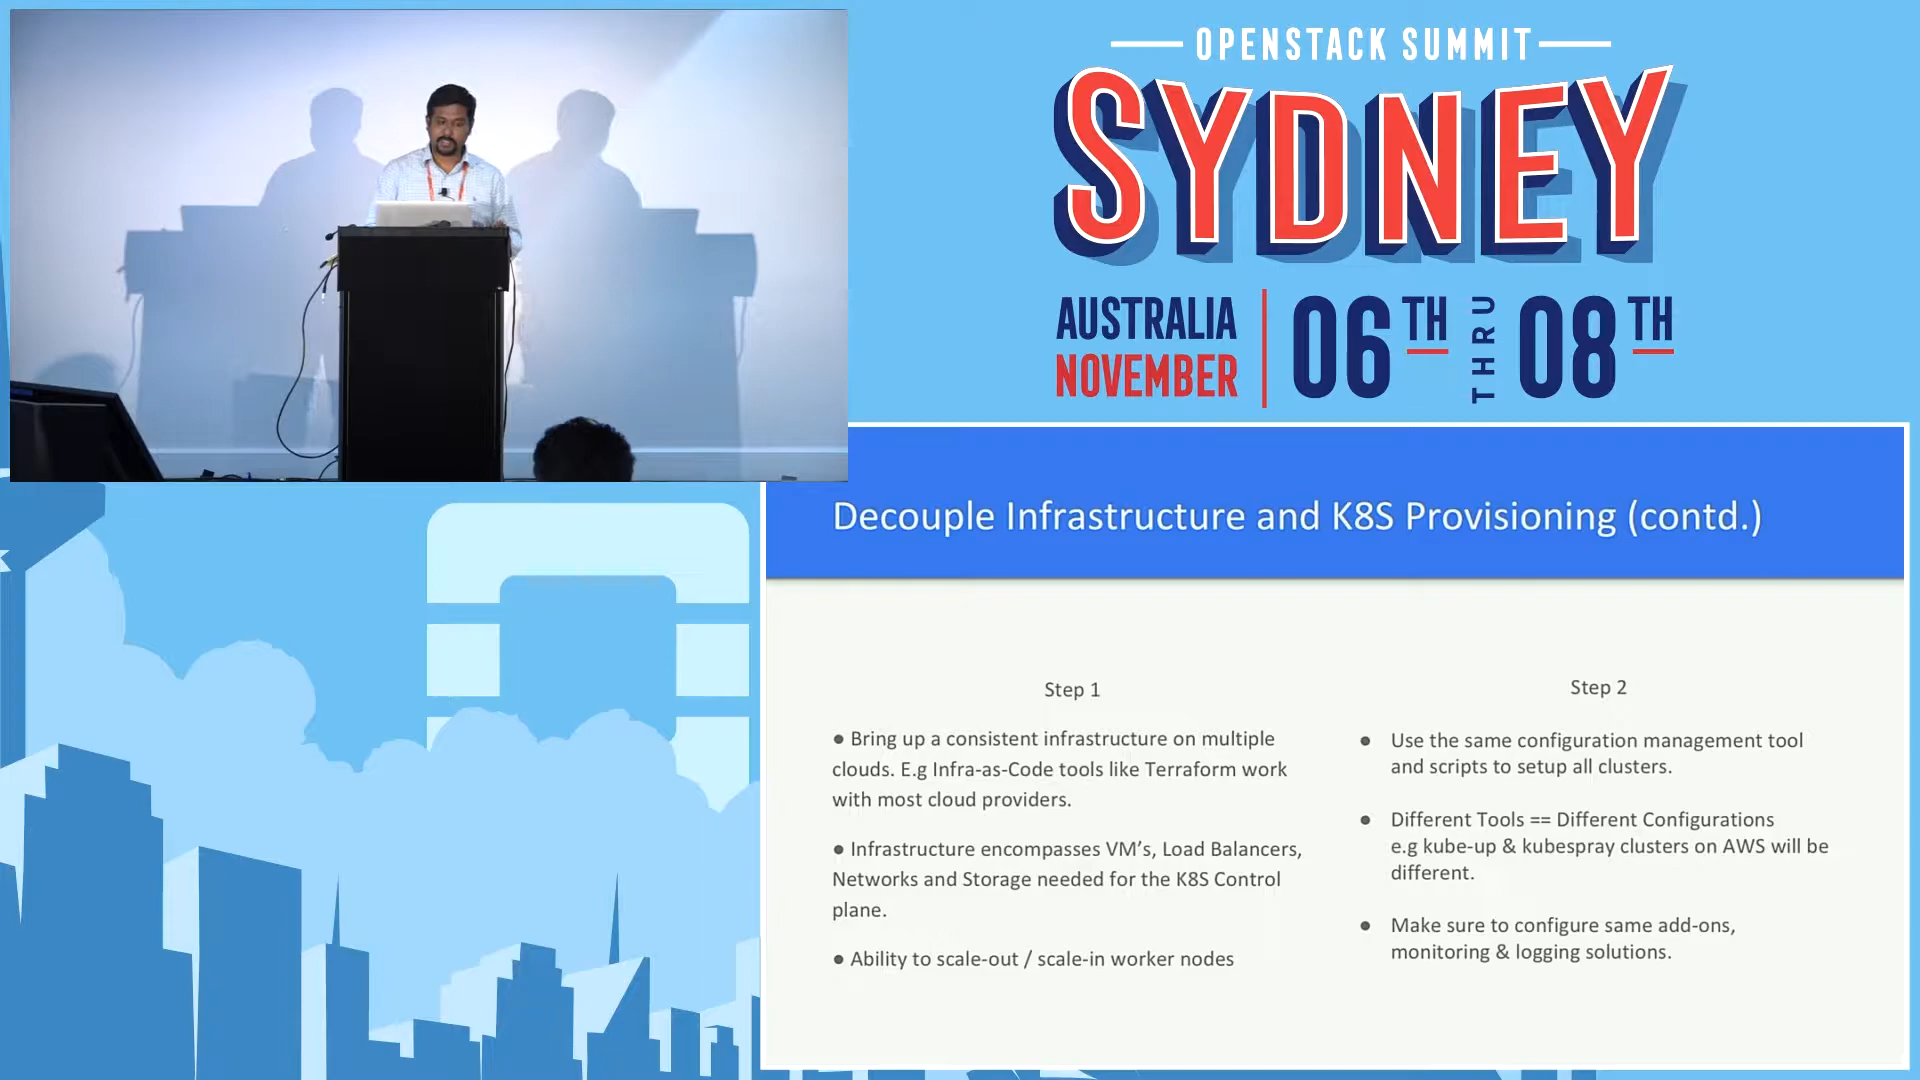 OPENSTACK SUMMIT
SYDNEY
AUSTRALIA
NOVEMBER
06TH THRU 08TH
Decouple Infrastructure and K8S Provisioning (contd.)
Step 1
● Bring up a consistent infrastructure on multiple
clouds. E.g Infra-as-Code tools like Terraform work
with most cloud providers.
● Infrastructure encompasses VM’s, Load Balancers,
Networks and Storage needed for the K8S Control
plane.
● Ability to scale-out / scale-in worker nodes
Step 2
● Use the same configuration management tool
and scripts to setup all clusters.
● Different Tools == Different Configurations
e.g kube-up & kubespray clusters on AWS will be
different.
● Make sure to configure same add-ons,
monitoring & logging solutions.